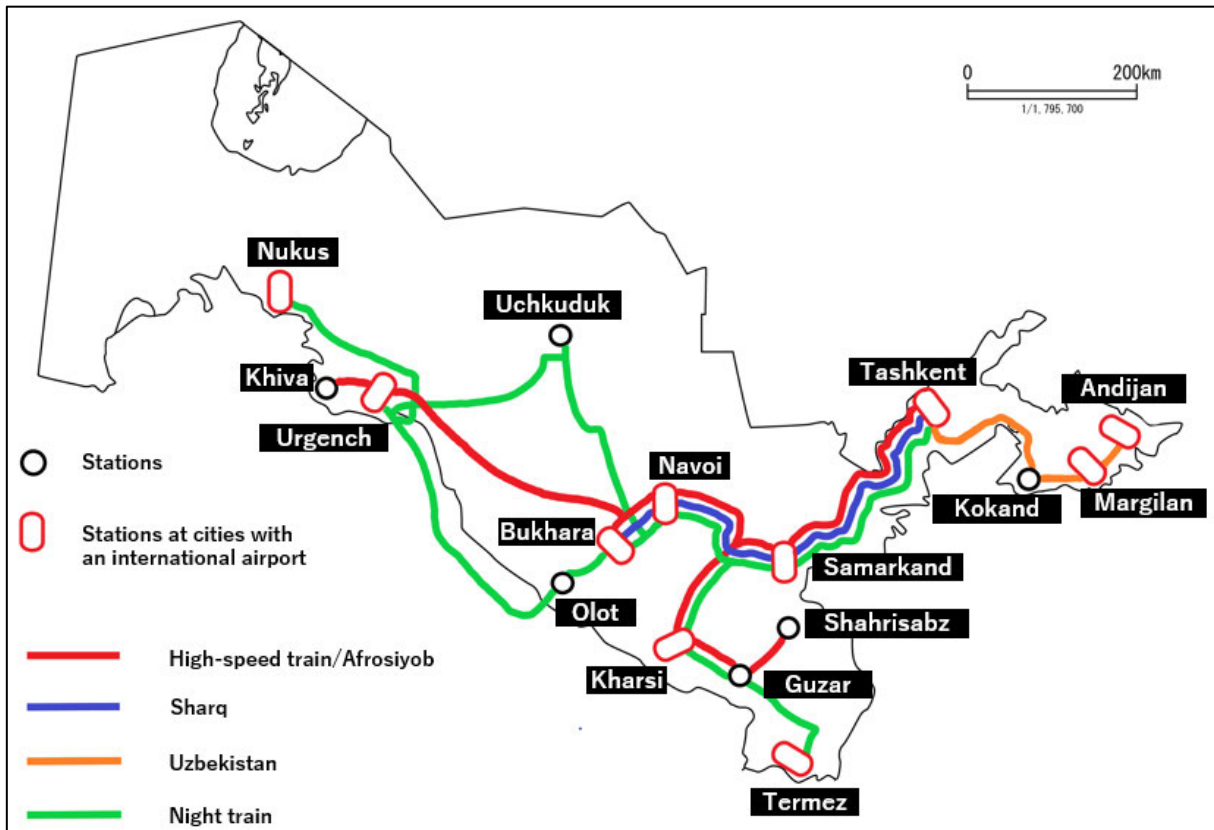 0 200km
1/1,795,700
Nukus
Uchkuduk
Khiva
Urgench
Tashkent
Andijan
Stations
Navoi
Kokand
Margilan
Stations at cities with
an international airport
Bukhara
Samarkand
Olot
Shahrisabz
High-speed train/Afrosiyob
Kharsi
Guzar
Sharq
Uzbekistan
Termez
Night train